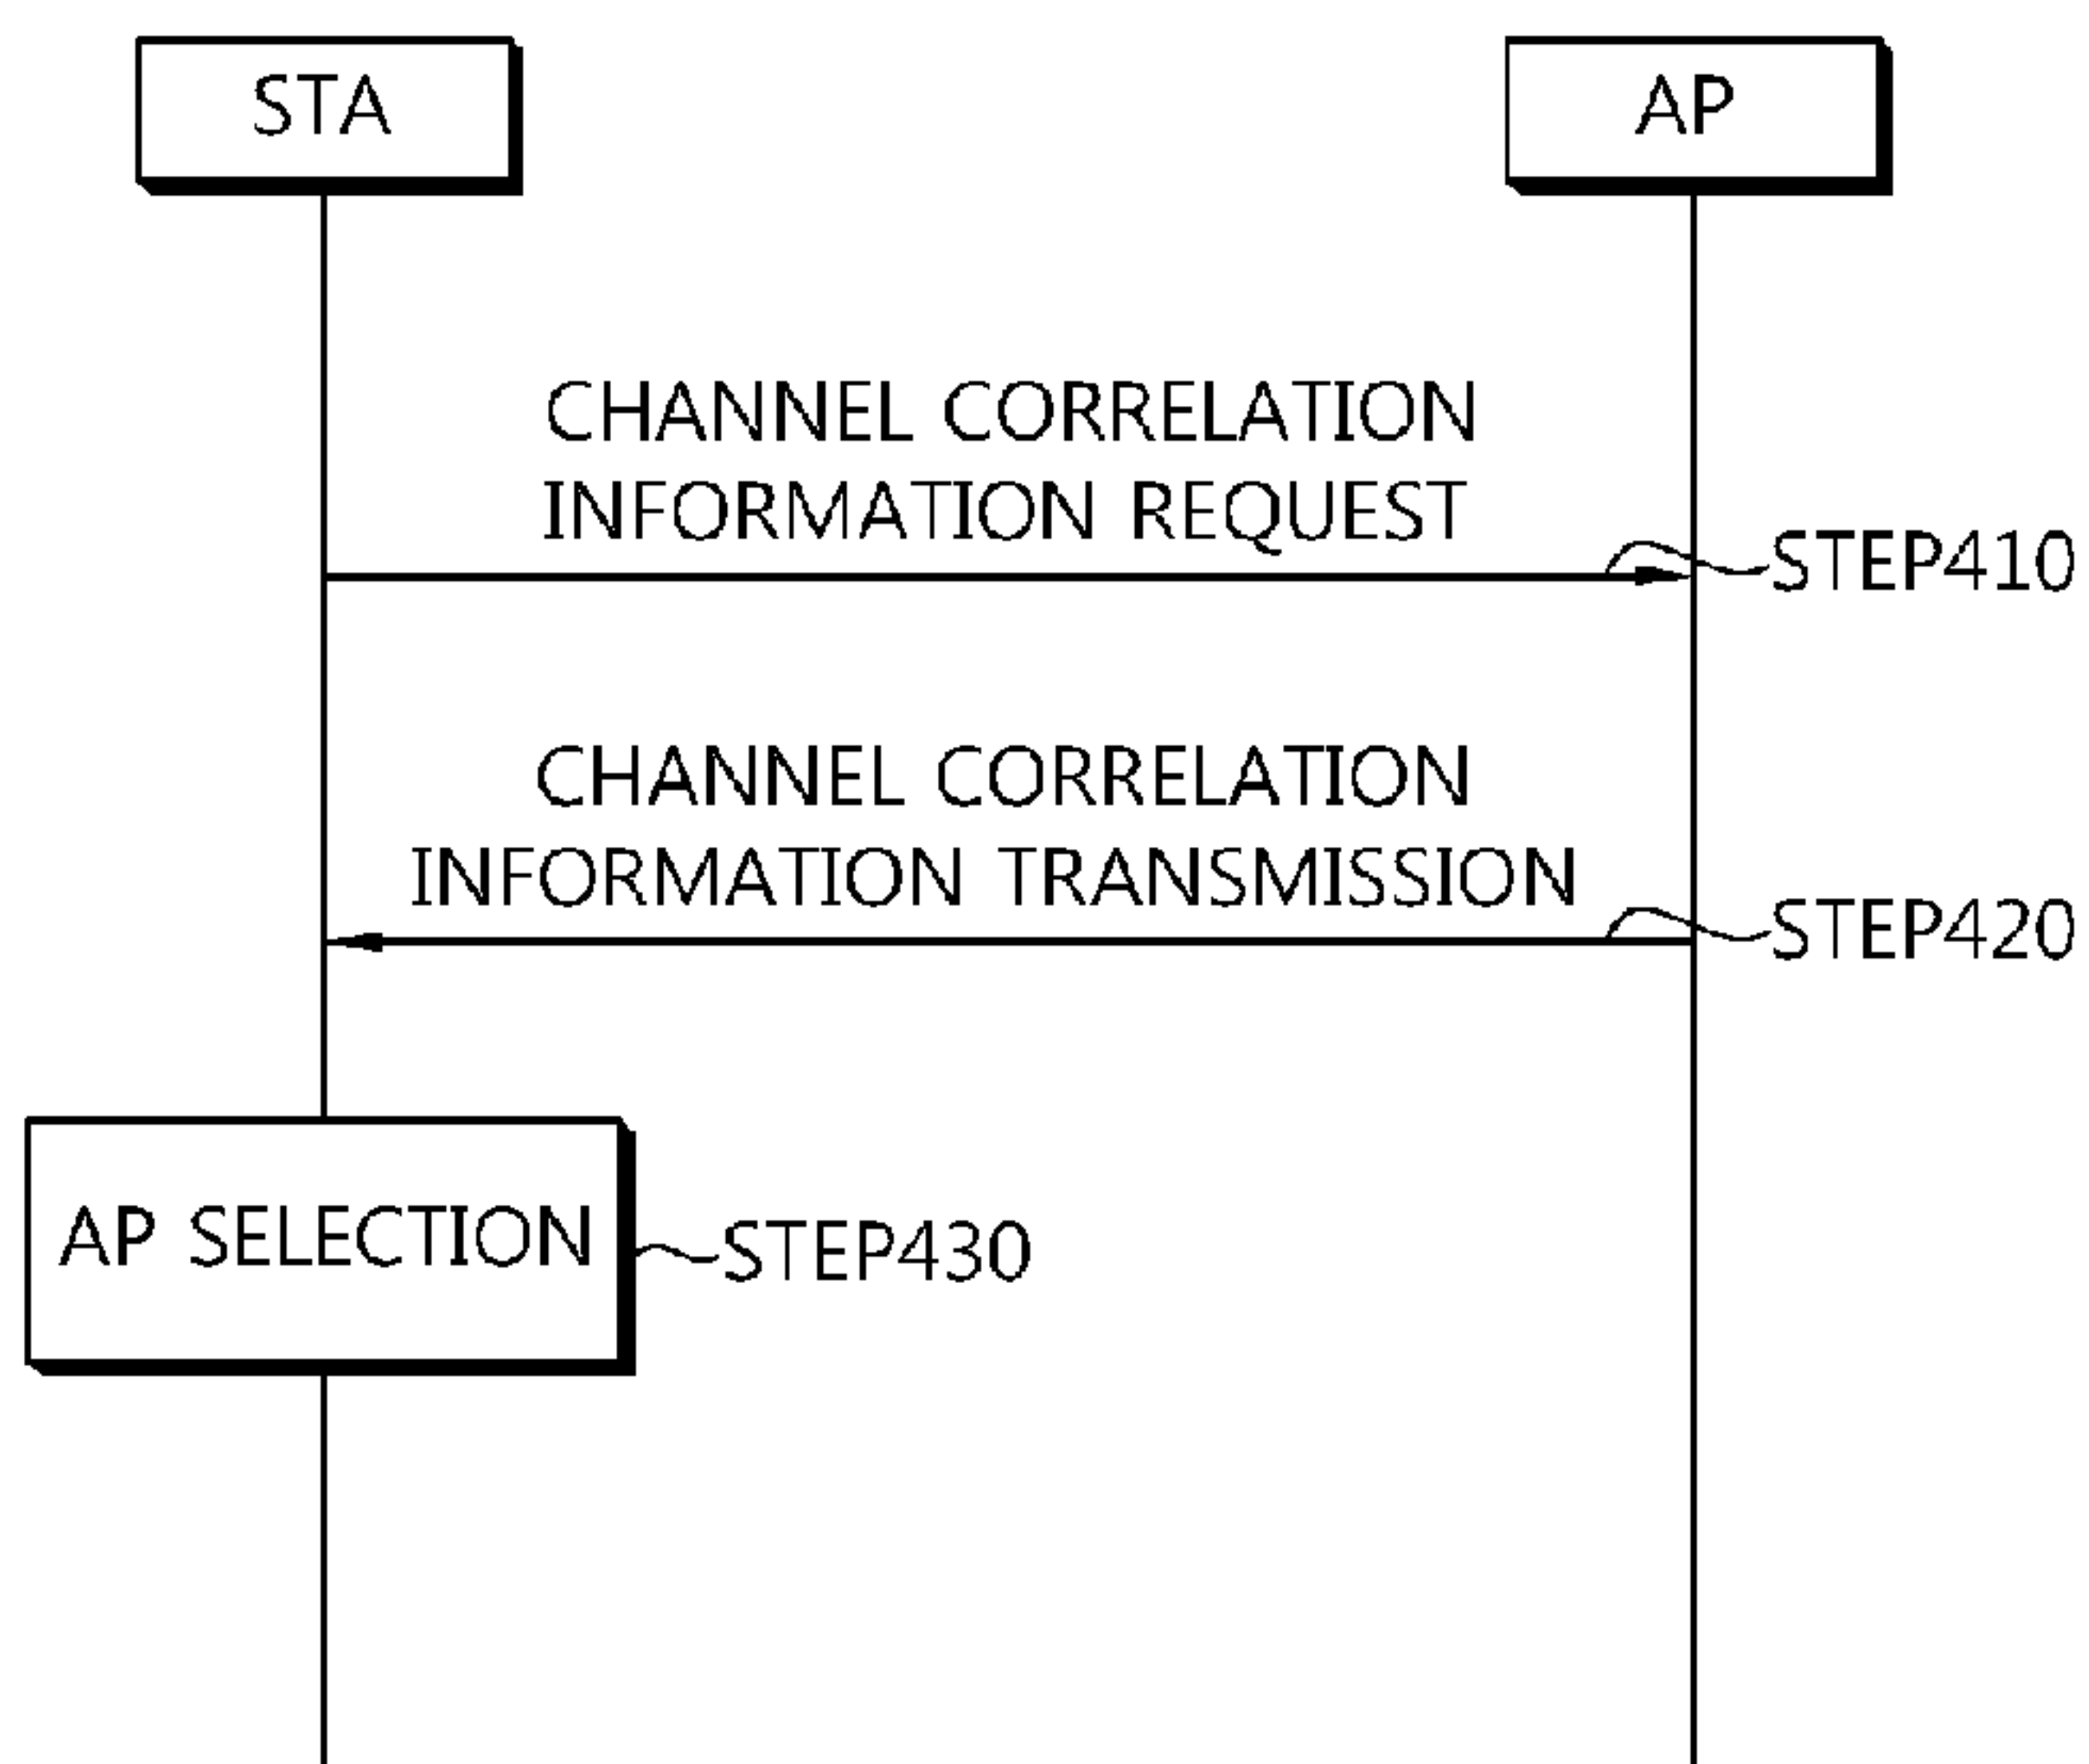 STA
AP
CHANNEL CORRELATION
INFORMATION REQUEST
STEP410
CHANNEL CORRELATION
INFORMATION TRANSMISSION
STEP420
AP SELECTION
STEP430